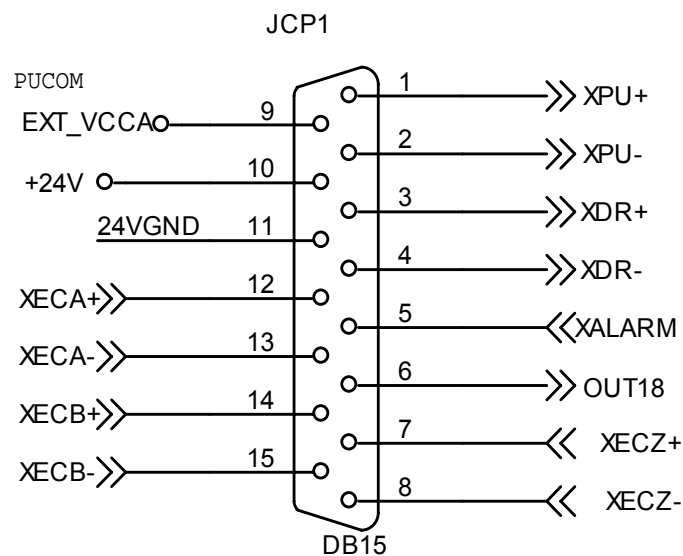 JCP1
PUCOM
1 XPU+
EXT_VCCA 9
2 XPU-
+24V 10
3 XDR+
24VGND 11
4 XDR-
XECA+ 12
5 XALARM
XECA- 13
6 OUT18
XECB+ 14
7 XECZ+
XECB- 15
8 XECZ-
DB15